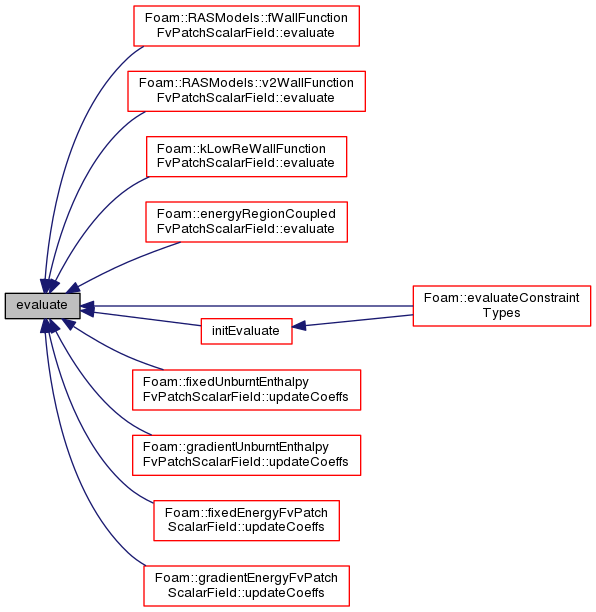 Foam::RASModels::fWallFunction
FvPatchScalarField::evaluate
Foam::RASModels::v2WallFunction
FvPatchScalarField::evaluate
Foam::kLowReWallFunction
FvPatchScalarField::evaluate
Foam::energyRegionCoupled
FvPatchScalarField::evaluate
evaluate
Foam::evaluateConstraint
Types
initEvaluate
Foam::fixedUnburntEnthalpy
FvPatchScalarField::updateCoeffs
Foam::gradientUnburntEnthalpy
FvPatchScalarField::updateCoeffs
Foam::fixedEnergyFvPatch
ScalarField::updateCoeffs
Foam::gradientEnergyFvPatch
ScalarField::updateCoeffs